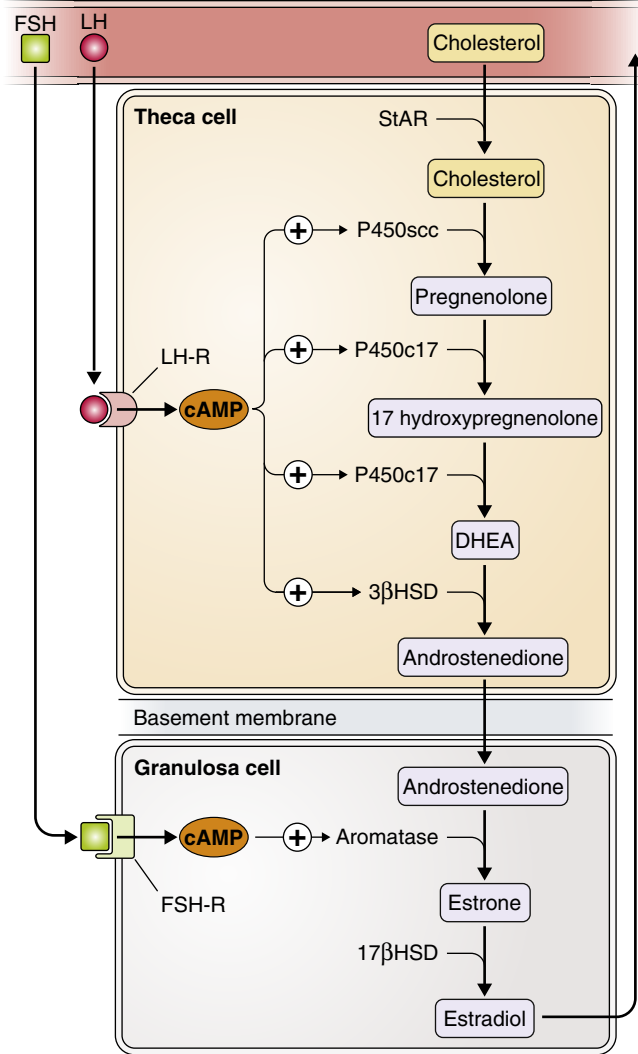 FSH
LH
Cholesterol
Theca cell
StAR
Cholesterol
+
P450scc
Pregnenolone
LH-R
+
P450c17
cAMP
17 hydroxypregnenolone
+
P450c17
DHEA
+
3βHSD
Androstenedione
Basement membrane
Granulosa cell
Androstenedione
cAMP
+
Aromatase
FSH-R
Estrone
17βHSD
Estradiol